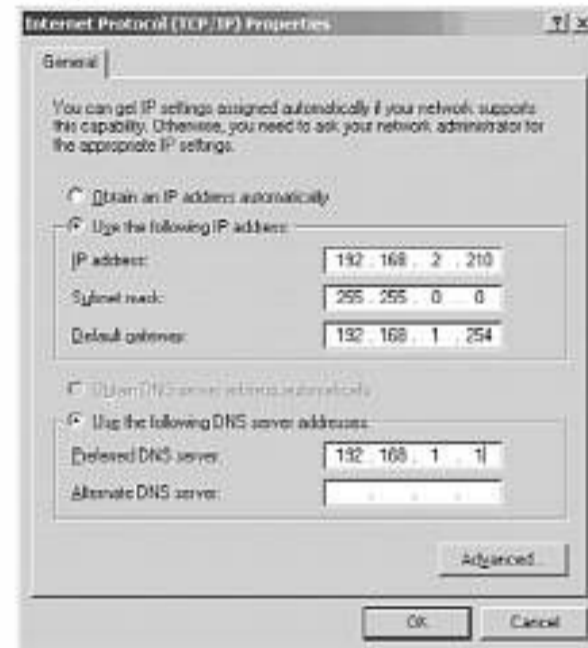 Internet Protocol (TCP/IP) Properties
General
You can get IP settings assigned automatically if your network supports
this capability. Otherwise, you need to ask your network administrator for
the appropriate IP settings.
Obtain an IP address automatically
Use the following IP address:
IP address: 192 . 168 . 2 . 210
Subnet mask: 255 . 255 . 0 . 0
Default gateway: 192 . 168 . 1 . 254
Obtain DNS server address automatically
Use the following DNS server addresses:
Preferred DNS server: 192 . 168 . 1 . 1
Alternate DNS server: . . .
Advanced...
OK
Cancel